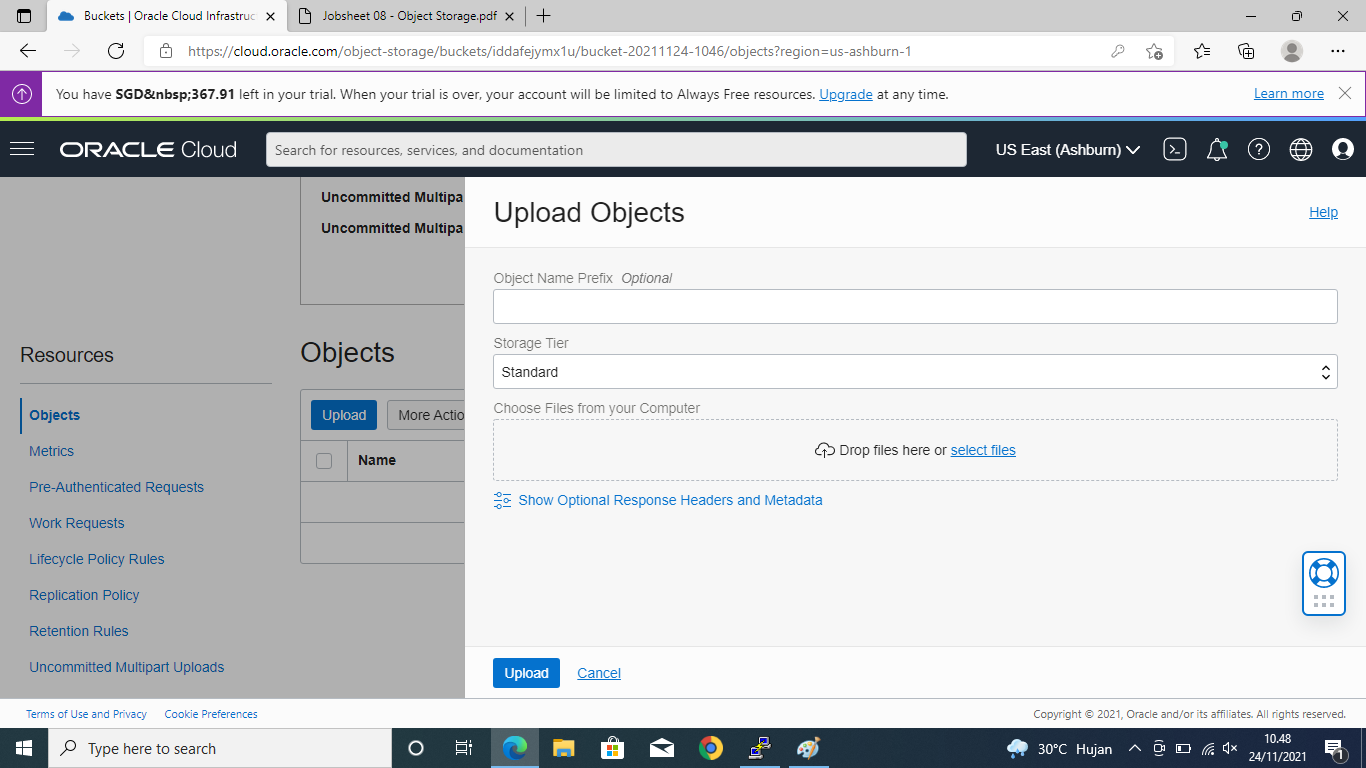 Buckets | Oracle Cloud Infrastruc
Jobsheet 08 - Object Storage.pdf
https://cloud.oracle.com/object-storage/buckets/iddafejymx1u/bucket-20211124-1046/objects?region=us-ashburn-1
You have SGD&nbsp;367.91 left in your trial. When your trial is over, your account will be limited to Always Free resources. Upgrade at any time.
Learn more
ORACLE Cloud
Search for resources, services, and documentation
US East (Ashburn)
Uncommitted Multipa
Uncommitted Multipa
Resources
Objects
Metrics
Pre-Authenticated Requests
Work Requests
Lifecycle Policy Rules
Replication Policy
Retention Rules
Uncommitted Multipart Uploads
Objects
Upload
More Actio
Name
Upload Objects
Help
Object Name Prefix Optional
Storage Tier
Standard
Choose Files from your Computer
Drop files here or select files
Show Optional Response Headers and Metadata
Upload
Cancel
Terms of Use and Privacy
Cookie Preferences
Copyright © 2021, Oracle and/or its affiliates. All rights reserved.
Type here to search
30°C Hujan
10.48
24/11/2021
1